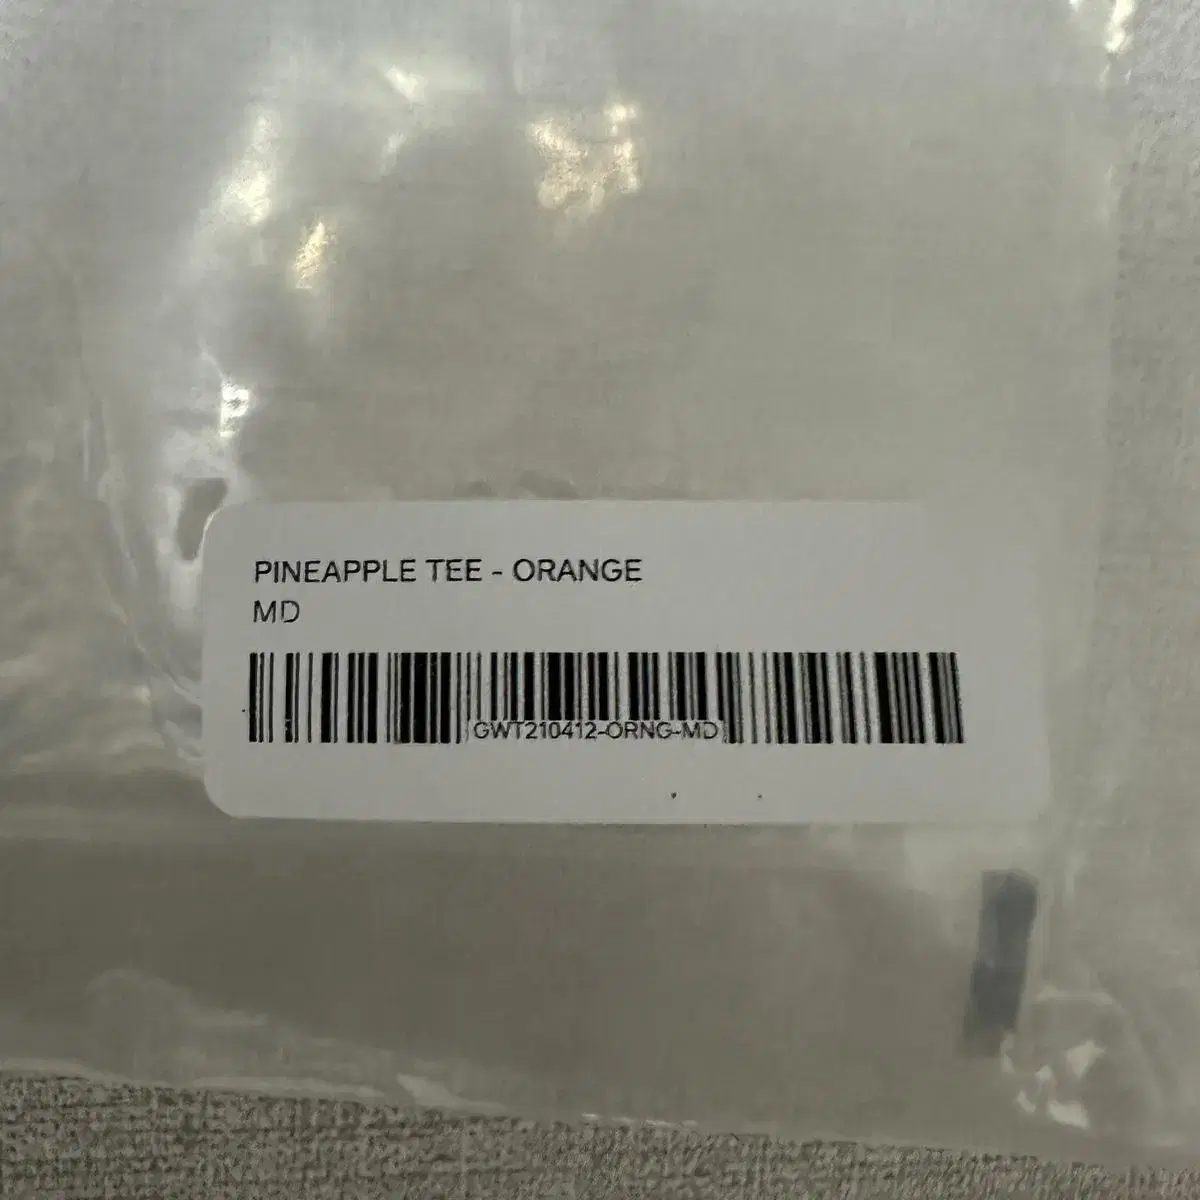 PINEAPPLE TEE - ORANGE
MD
GWT210412-ORNG-MD